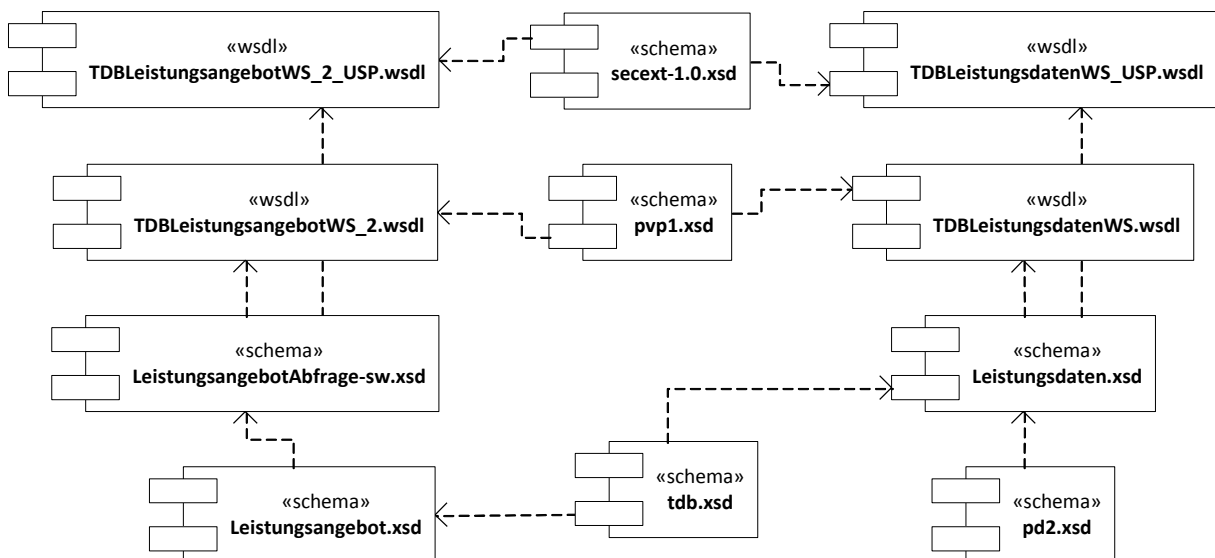 «wsdl»
TDBLeistungsangebotWS_2_USP.wsdl
«schema»
secext-1.0.xsd
«wsdl»
TDBLeistungsdatenWS_USP.wsdl
«wsdl»
TDBLeistungsangebotWS_2.wsdl
«schema»
pvp1.xsd
«wsdl»
TDBLeistungsdatenWS.wsdl
«schema»
LeistungsangebotAbfrage-sw.xsd
«schema»
Leistungsdaten.xsd
«schema»
Leistungsangebot.xsd
«schema»
tdb.xsd
«schema»
pd2.xsd